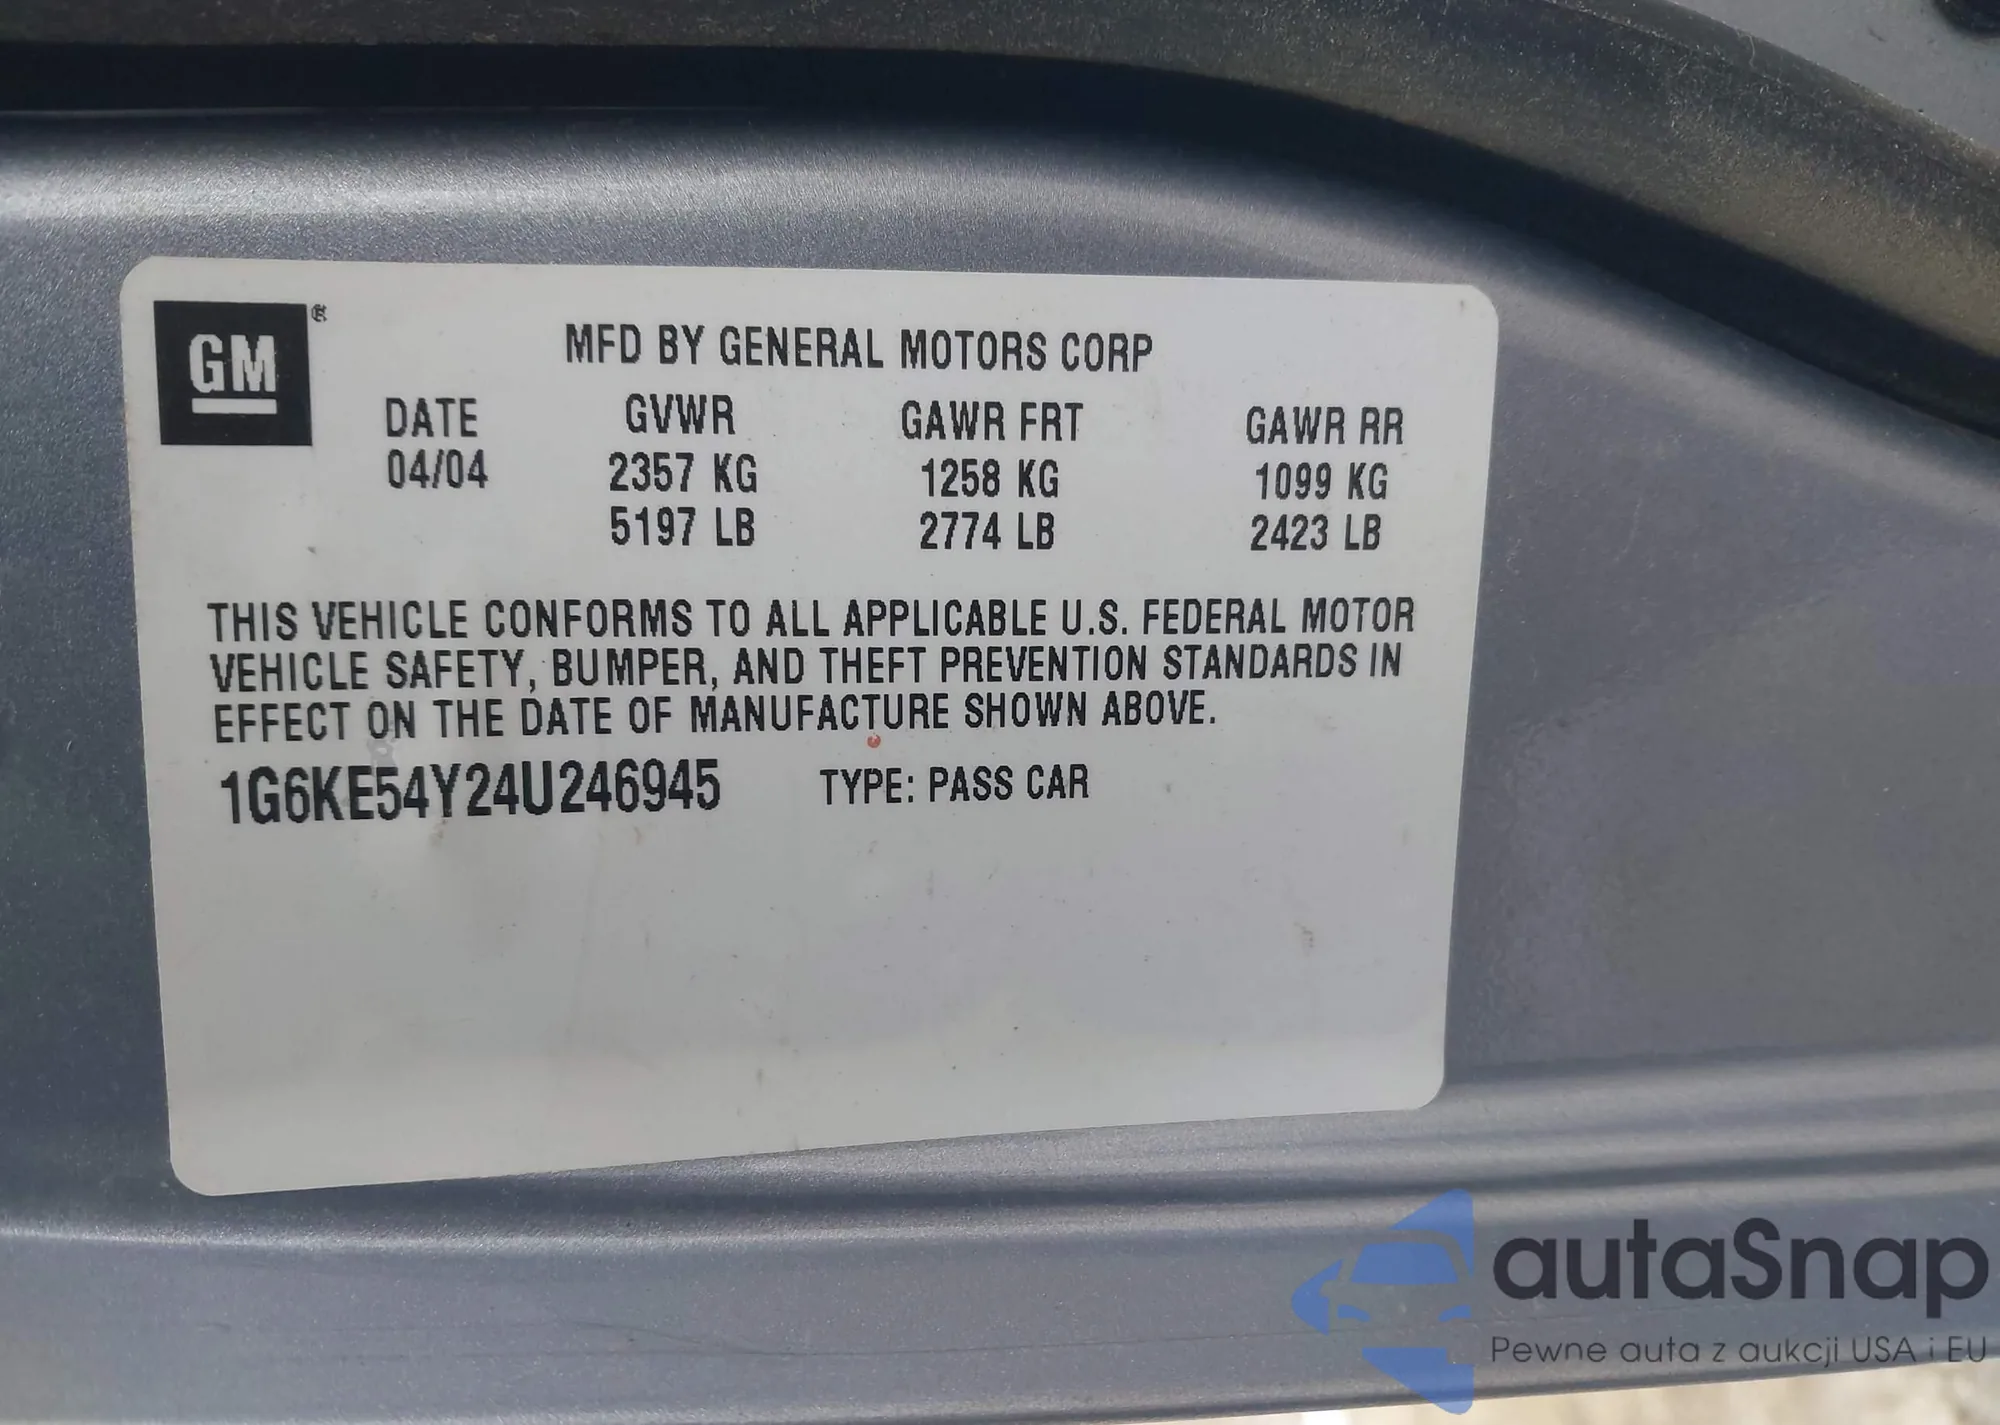 GM®
MFD BY GENERAL MOTORS CORP
DATE GVWR GAWR FRT GAWR RR
04/04 2357 KG 1258 KG 1099 KG
5197 LB 2774 LB 2423 LB
THIS VEHICLE CONFORMS TO ALL APPLICABLE U.S. FEDERAL MOTOR
VEHICLE SAFETY, BUMPER, AND THEFT PREVENTION STANDARDS IN
EFFECT ON THE DATE OF MANUFACTURE SHOWN ABOVE.
1G6KE54Y24U246945 TYPE: PASS CAR
autaSnap
Pewne auta z aukcji USA i EU